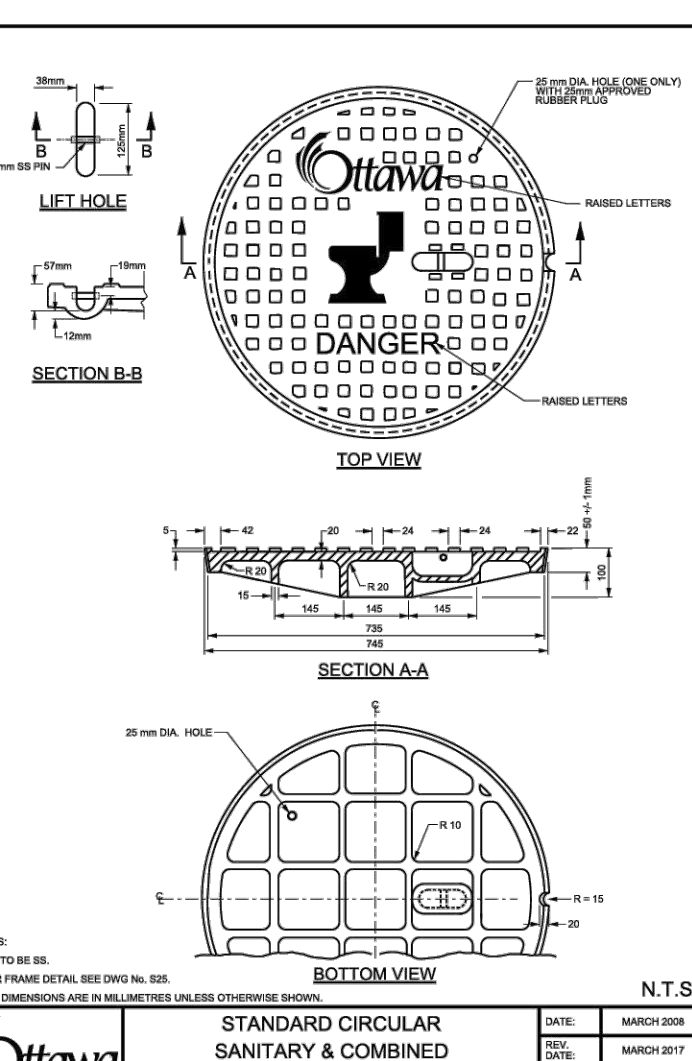 38mm
125mm
B
B
mm SS PIN
LIFT HOLE
57mm
19mm
12mm
SECTION B-B
25 mm DIA. HOLE (ONE ONLY)
WITH 25mm APPROVED
RUBBER PLUG
Ottawa
RAISED LETTERS
A
A
DANGER
RAISED LETTERS
TOP VIEW
5
42
20
24
24
22
50 +/- 1mm
R 20
R 20
100
15
145
145
145
735
745
SECTION A-A
25 mm DIA. HOLE
R 10
R = 15
20
BOTTOM VIEW
S:
TO BE SS.
R FRAME DETAIL SEE DWG No. S25.
DIMENSIONS ARE IN MILLIMETRES UNLESS OTHERWISE SHOWN.
N.T.S
Ottawa
STANDARD CIRCULAR
SANITARY & COMBINED
DATE: MARCH 2008
REV.
DATE: MARCH 2017